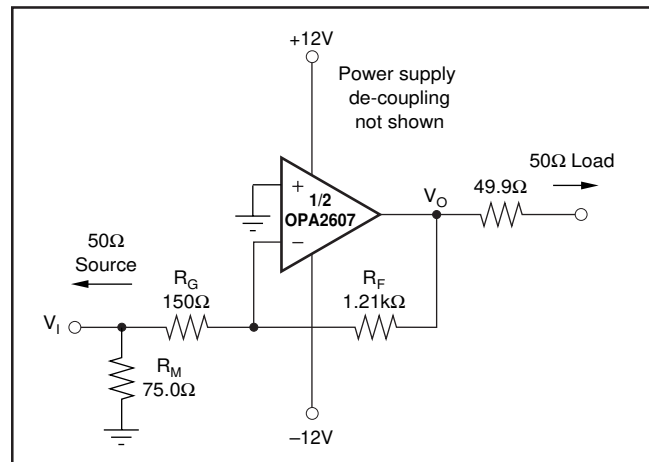 +12V
Power supply
de-coupling
not shown
+
1/2
OPA2607
−
V_O
49.9Ω
50Ω Load
50Ω
Source
R_G
150Ω
R_F
1.21kΩ
V_I
R_M
75.0Ω
−12V